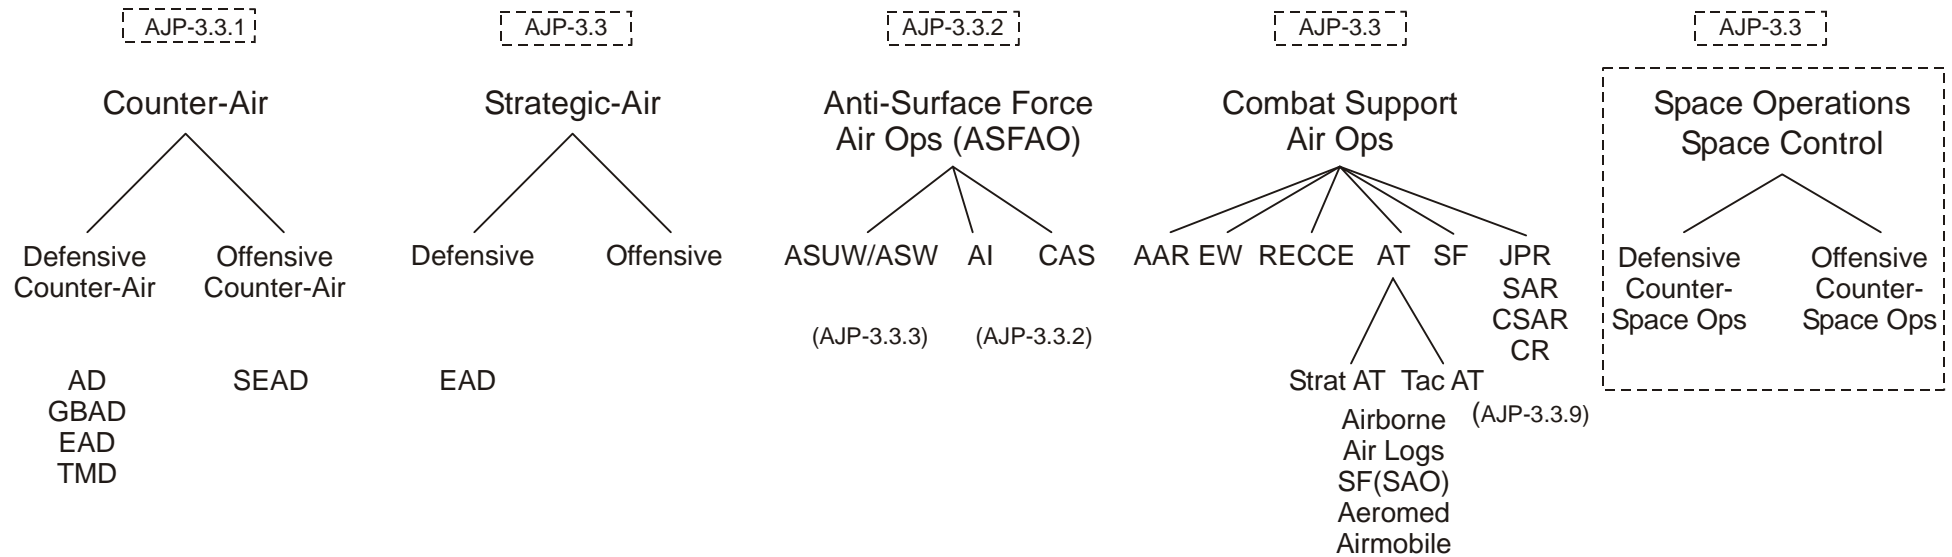 AJP-3.3.1
AJP-3.3
AJP-3.3.2
AJP-3.3
AJP-3.3
Counter-Air
Strategic-Air
Anti-Surface Force
Air Ops (ASFAO)
Combat Support
Air Ops
Space Operations
Space Control
Defensive
Counter-Air
Offensive
Counter-Air
Defensive
Offensive
ASUW/ASW
AI
CAS
AAR
EW
RECCE
AT
SF
JPR
SAR
CSAR
CR
Defensive
Counter-
Space Ops
Offensive
Counter-
Space Ops
(AJP-3.3.3)
(AJP-3.3.2)
AD
GBAD
EAD
TMD
SEAD
EAD
Strat AT
Tac AT
(AJP-3.3.9)
Airborne
Air Logs
SF(SAO)
Aeromed
Airmobile